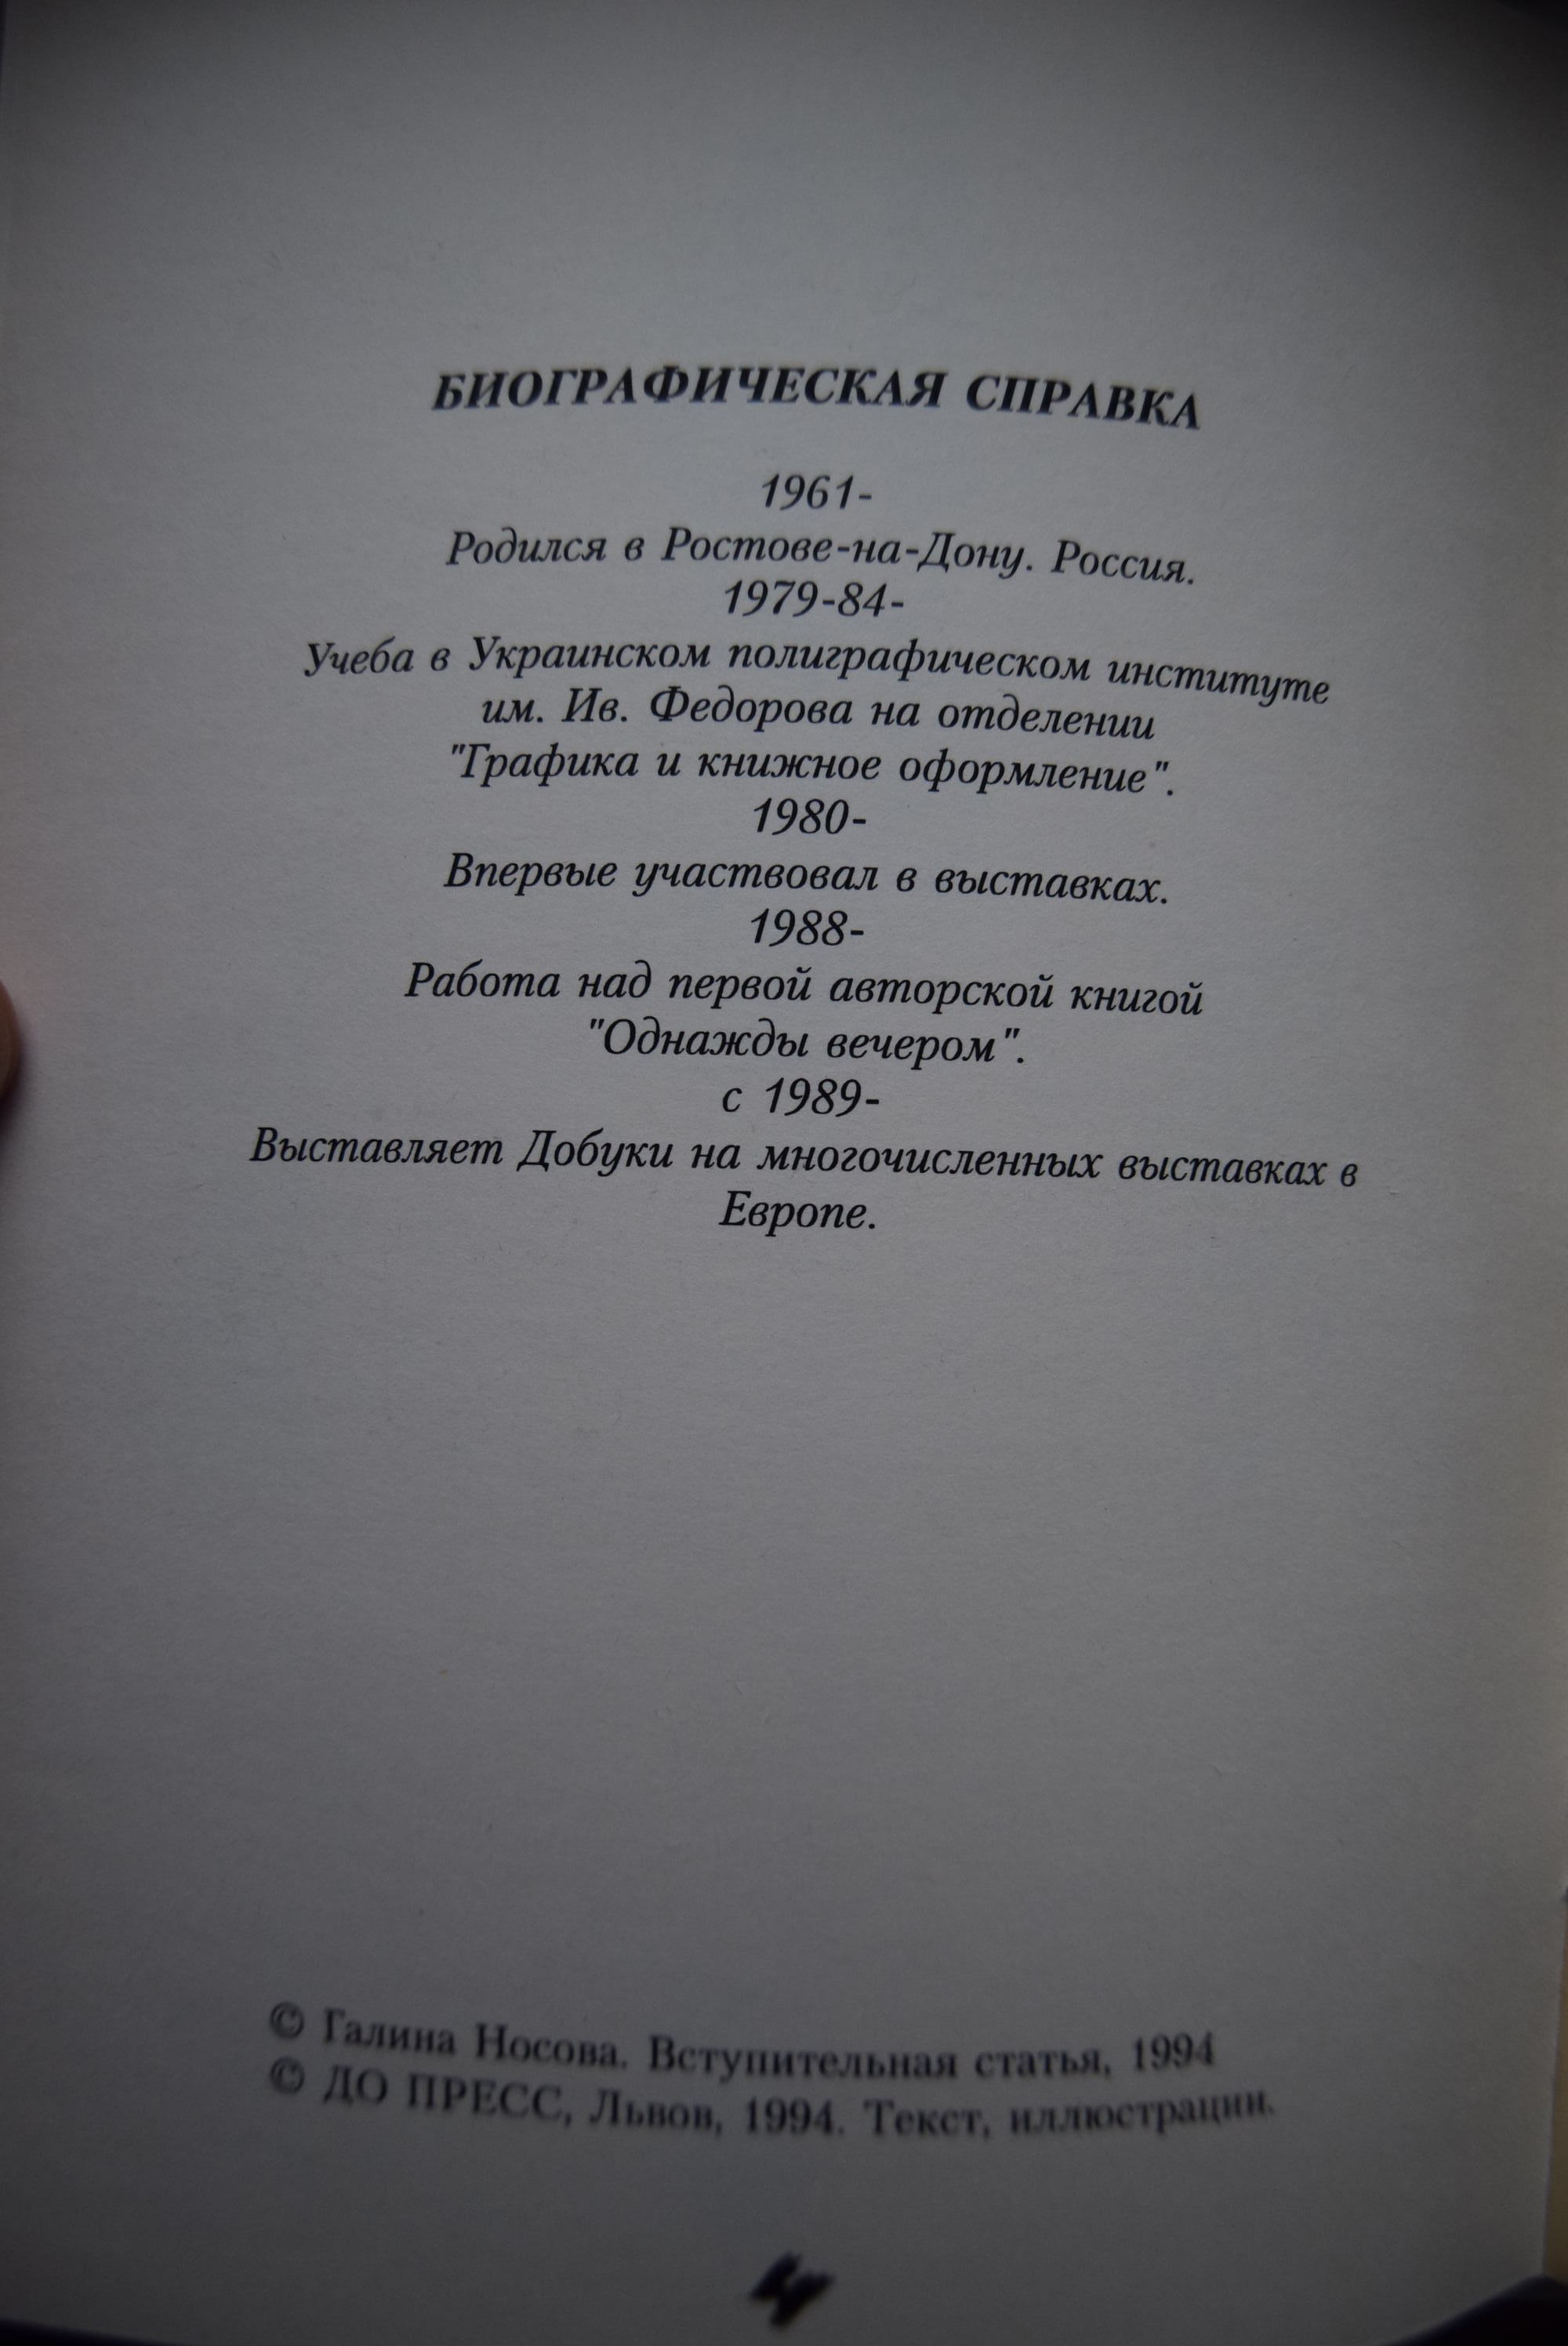 БИОГРАФИЧЕСКАЯ СПРАВКА
1961-
Родился в Ростове-на-Дону. Россия.
1979-84-
Учеба в Украинском полиграфическом институте
им. Ив. Федорова на отделении
"Графика и книжное оформление".
1980-
Впервые участвовал в выставках.
1988-
Работа над первой авторской книгой
"Однажды вечером".
с 1989-
Выставляет Добуки на многочисленных выставках в
Европе.
© Галина Носова. Вступительная статья, 1994
© ДО ПРЕСС, Львов, 1994. Текст, иллюстрации.